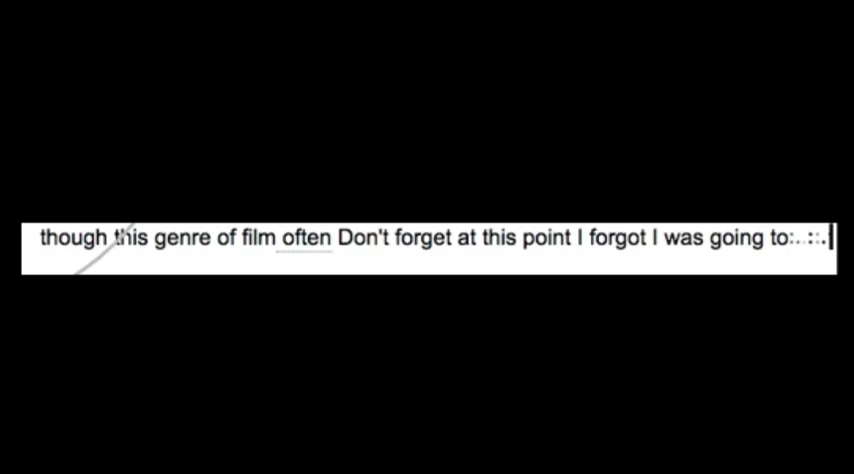 though this genre of film often Don't forget at this point I forgot I was going to:..::.